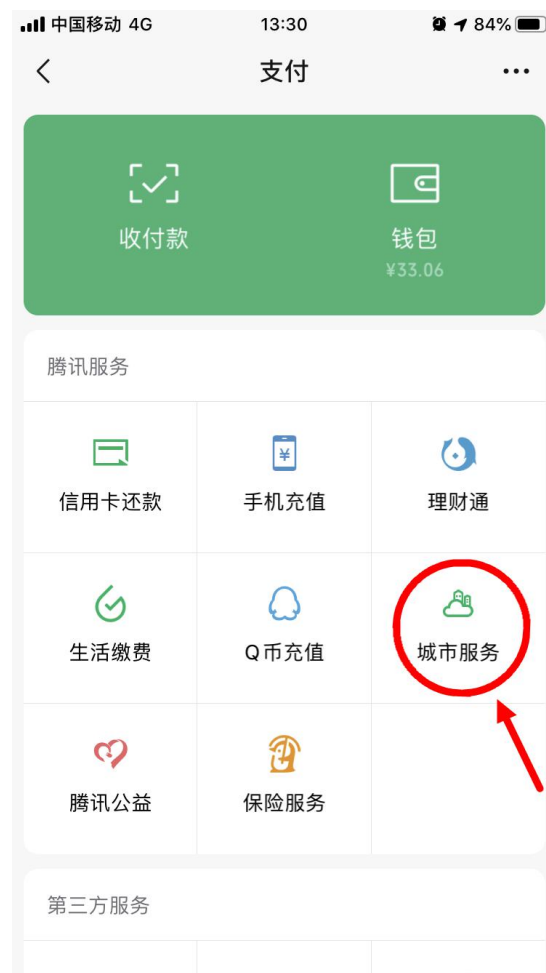 中国移动 4G 13:30 84%
支付
收付款 钱包
¥33.06
腾讯服务
信用卡还款 手机充值 理财通
生活缴费 Q币充值 城市服务
腾讯公益 保险服务
第三方服务